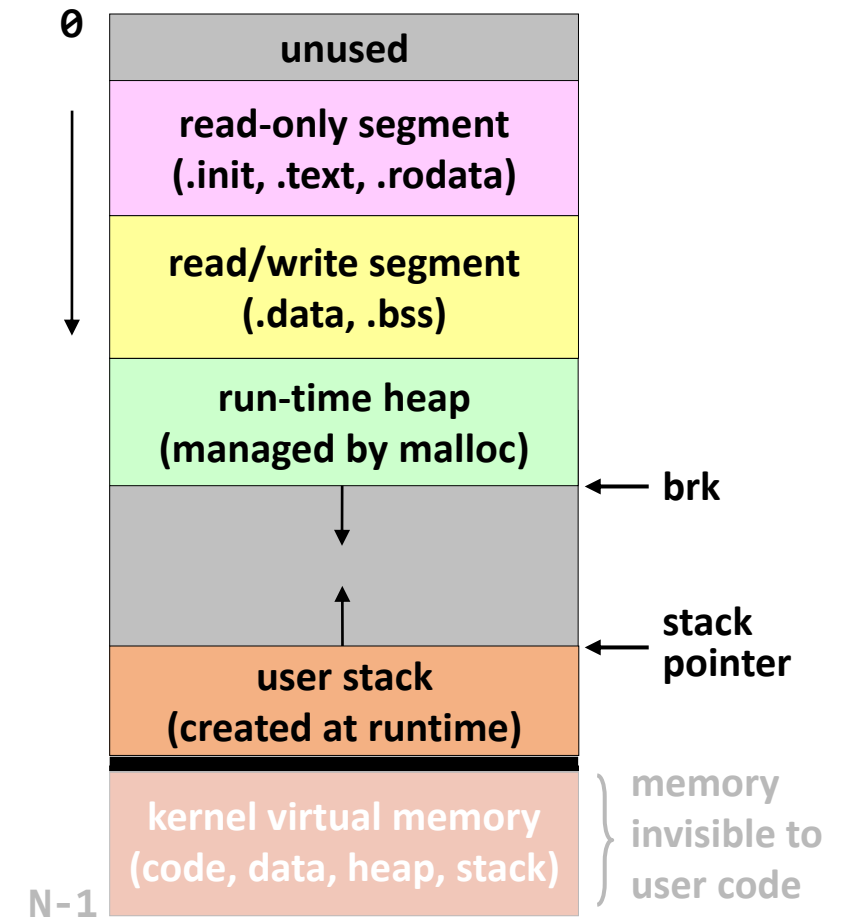 0
unused
read-only segment
(.init, .text, .rodata)
read/write segment
(.data, .bss)
run-time heap
(managed by malloc)
brk
stack
pointer
user stack
(created at runtime)
kernel virtual memory
(code, data, heap, stack)
memory
invisible to
user code
N-1